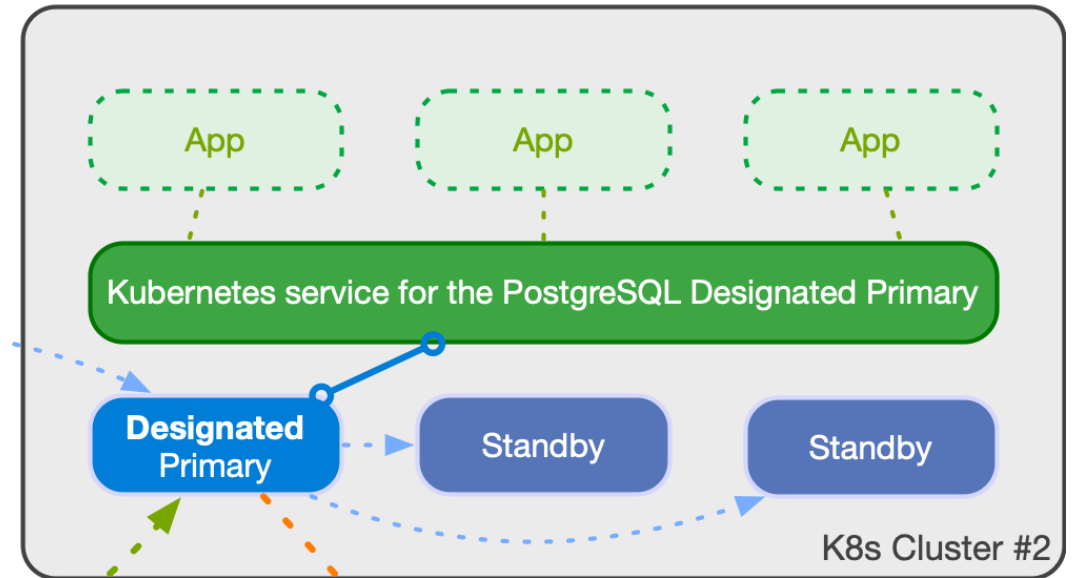 App
App
App
Kubernetes service for the PostgreSQL Designated Primary
Designated
Primary
Standby
Standby
K8s Cluster #2